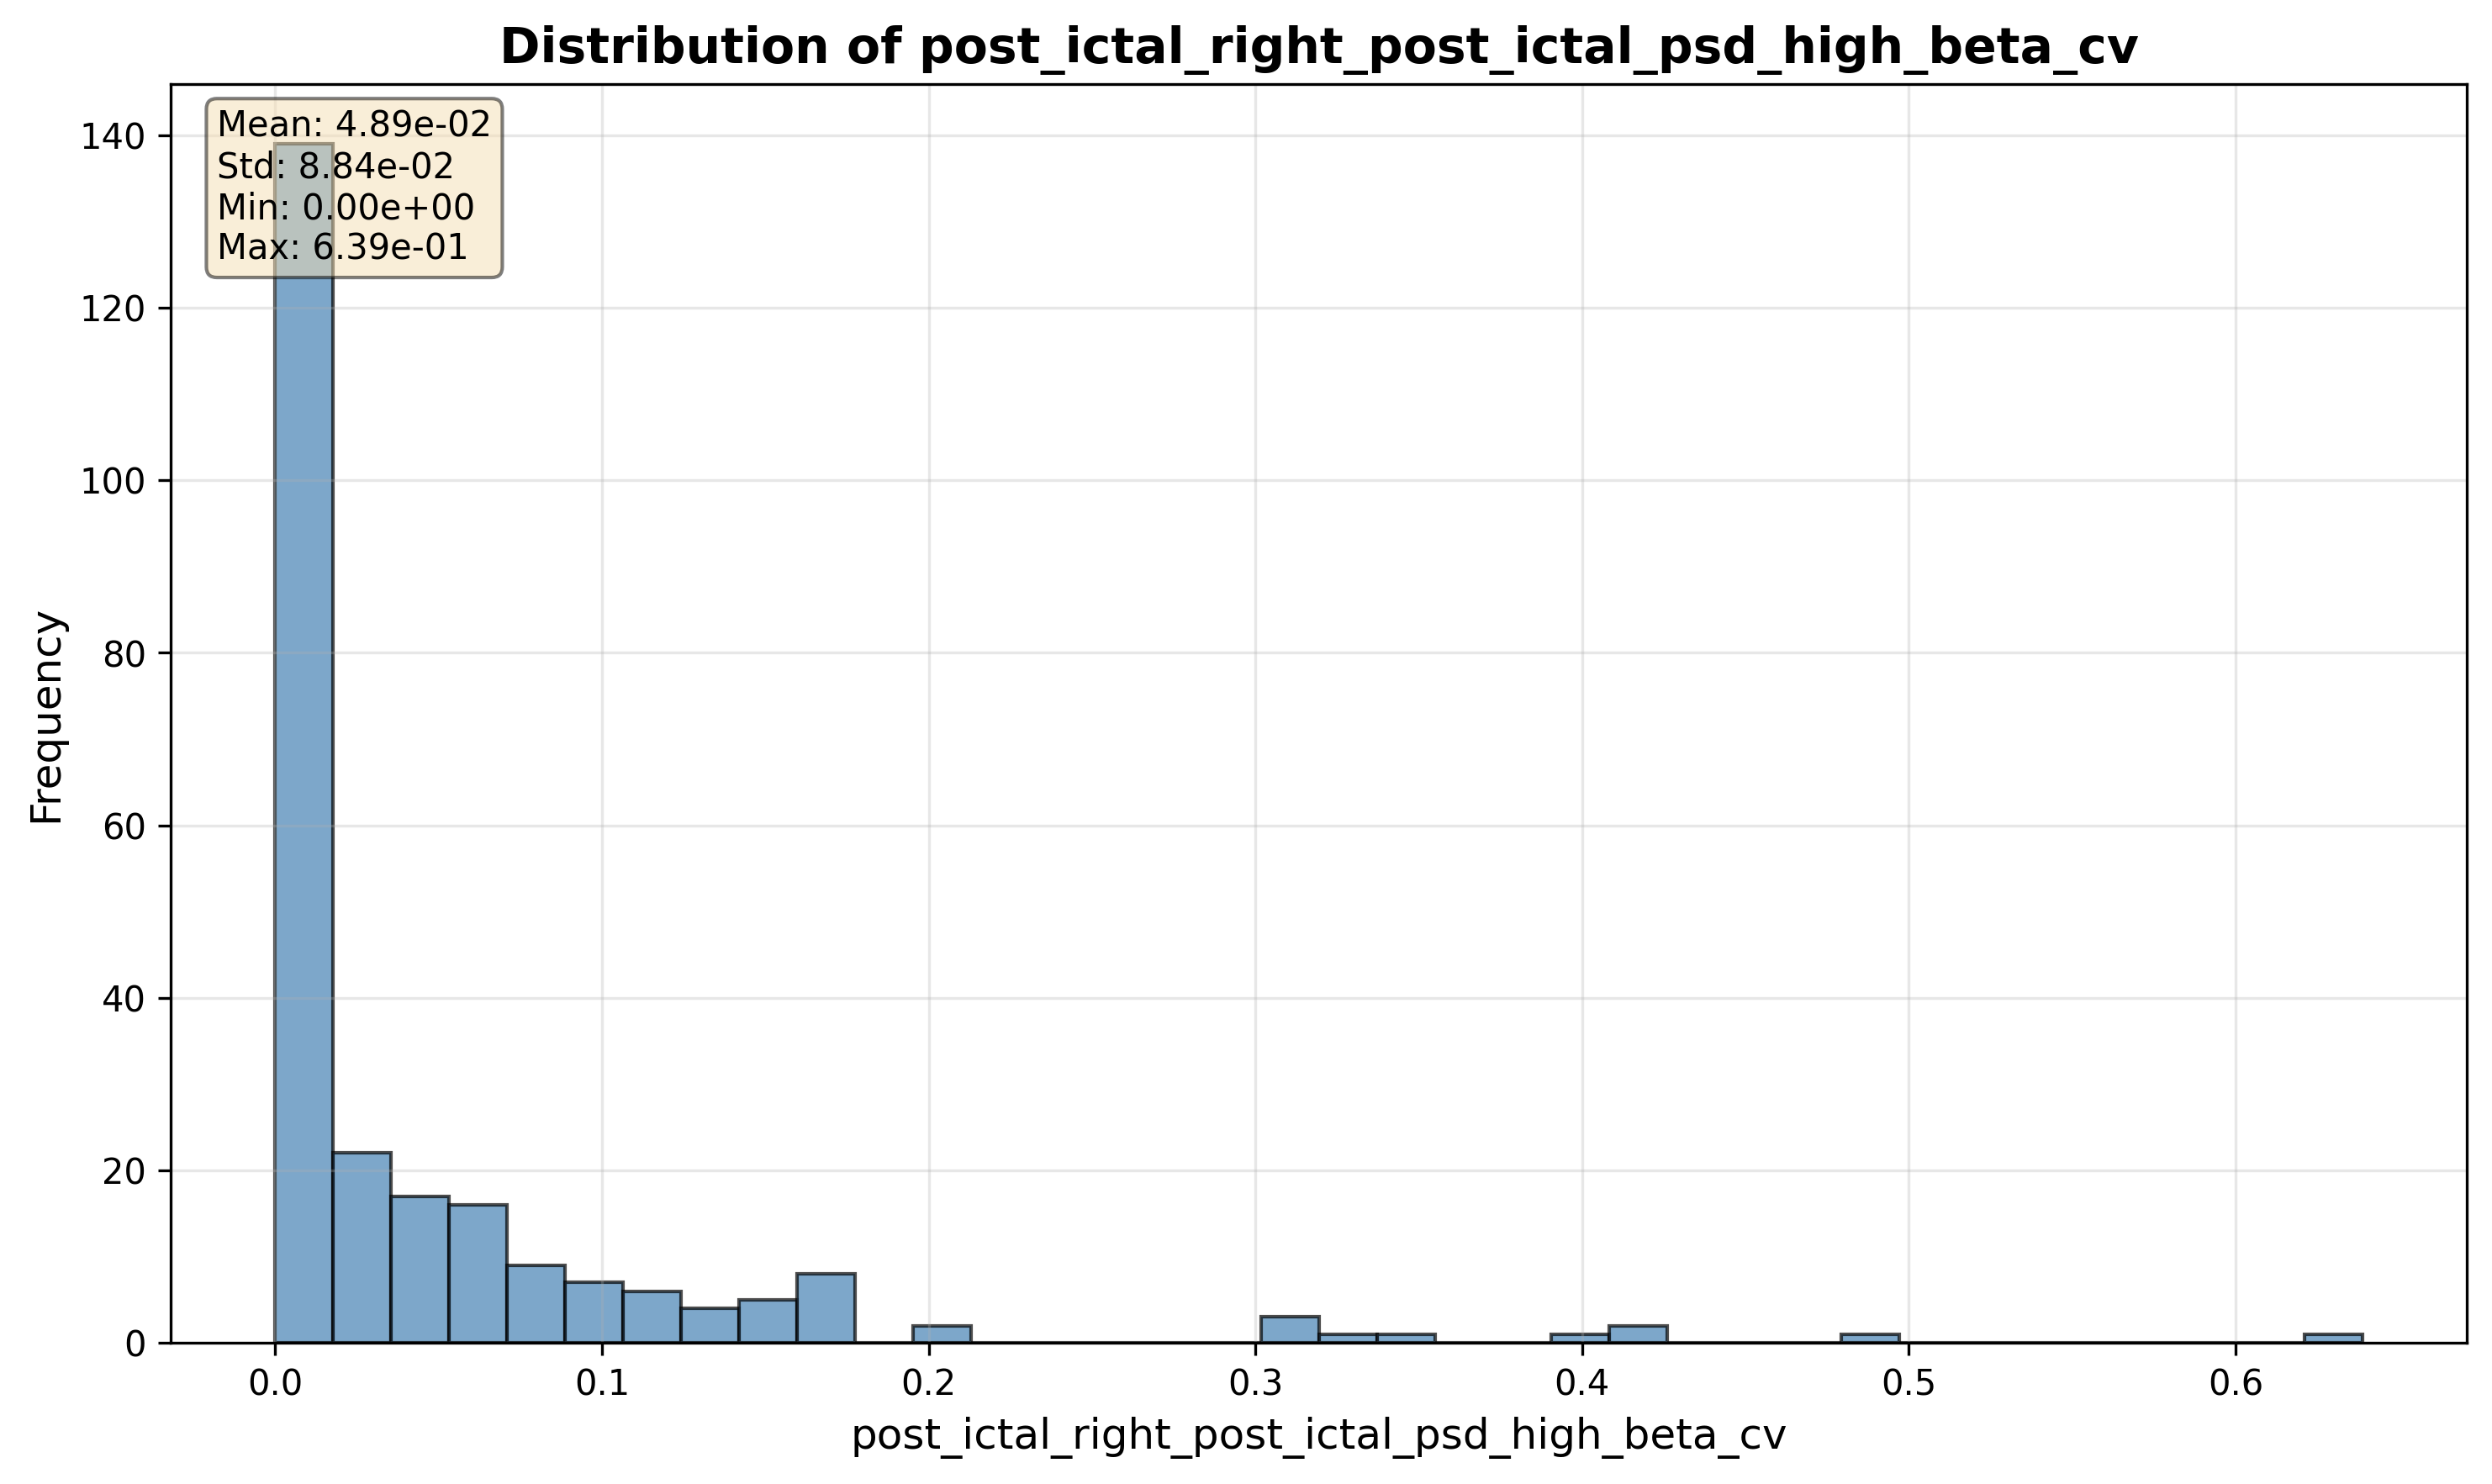 Distribution of post_ictal_right_post_ictal_psd_high_beta_cv
Mean: 4.89e-02
Std: 8.84e-02
Min: 0.00e+00
Max: 6.39e-01
140
120
100
80
60
40
20
0
Frequency
0.0 0.1 0.2 0.3 0.4 0.5 0.6
post_ictal_right_post_ictal_psd_high_beta_cv